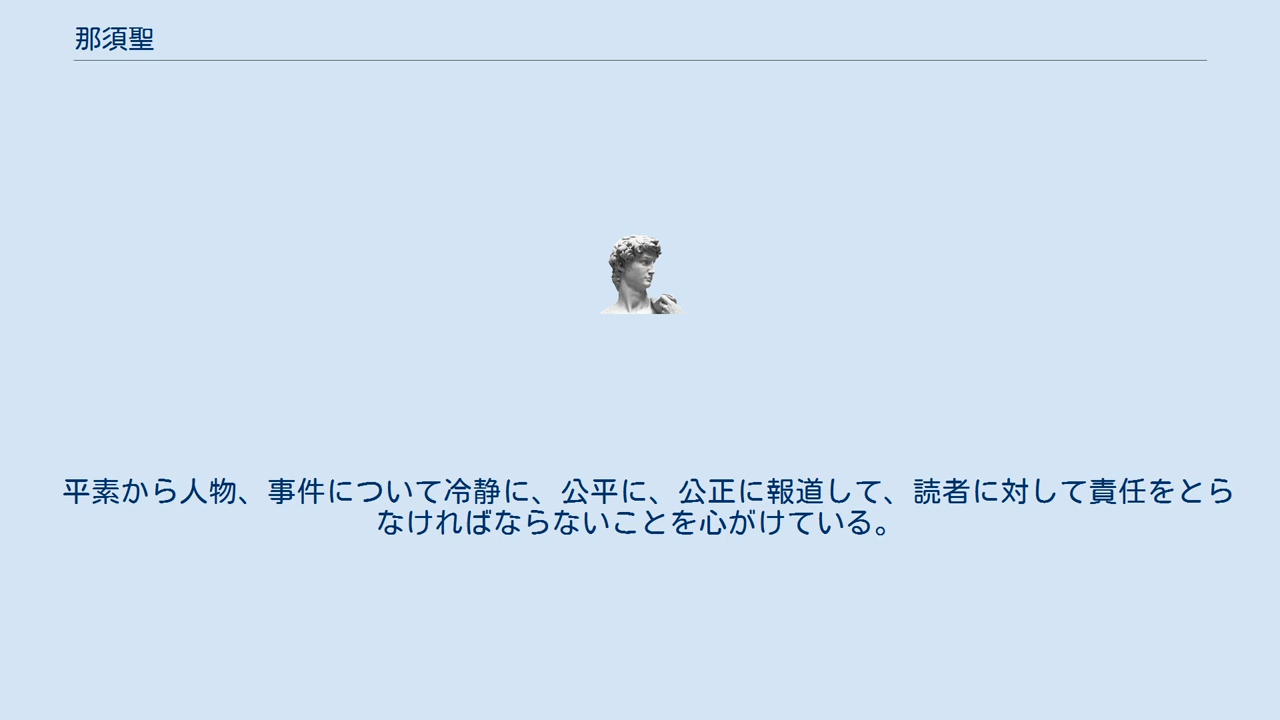 那須聖
平素から人物、事件について冷静に、公平に、公正に報道して、読者に対して責任をとら
なければならないことを心がけている。